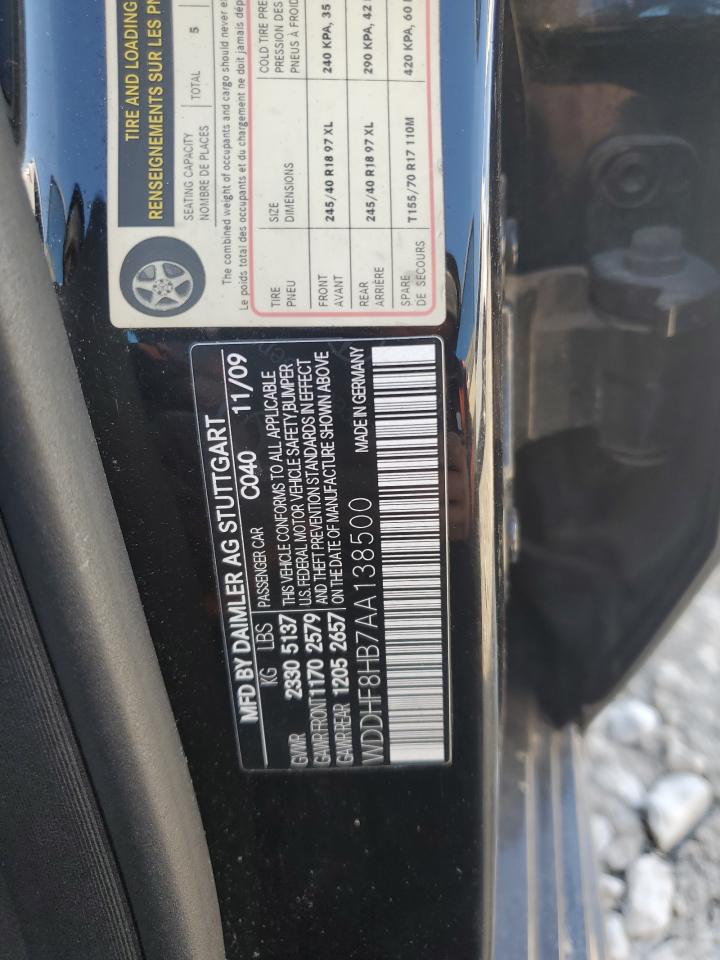 TIRE AND LOADING
RENSEIGNEMENTS SUR LES PN
SEATING CAPACITY
NOMBRE DE PLACES
TOTAL 5
The combined weight of occupants and cargo should never ex
Le poids total des occupants et du chargement ne doit jamais dép
TIRE SIZE COLD TIRE PRE
PNEU DIMENSIONS PRESSION DES
PNEUS À FROID
FRONT 245/40 R18 97 XL 240 KPA, 35
AVANT
REAR 245/40 R18 97 XL 290 KPA, 42
ARRIÈRE
SPARE T155/70 R17 110M 420 KPA, 60
DE SECOURS
MFD BY DAIMLER AG STUTTGART
C040 11/09
KG LBS PASSENGER CAR
GVWR 2330 5137 THIS VEHICLE CONFORMS TO ALL APPLICABLE
GAWR FRONT 1170 2579 U.S. FEDERAL MOTOR VEHICLE SAFETY, BUMPER
AND THEFT PREVENTION STANDARDS IN EFFECT
GAWR REAR 1205 2657 ON THE DATE OF MANUFACTURE SHOWN ABOVE
WDDHF8HB7AA138500 MADE IN GERMANY